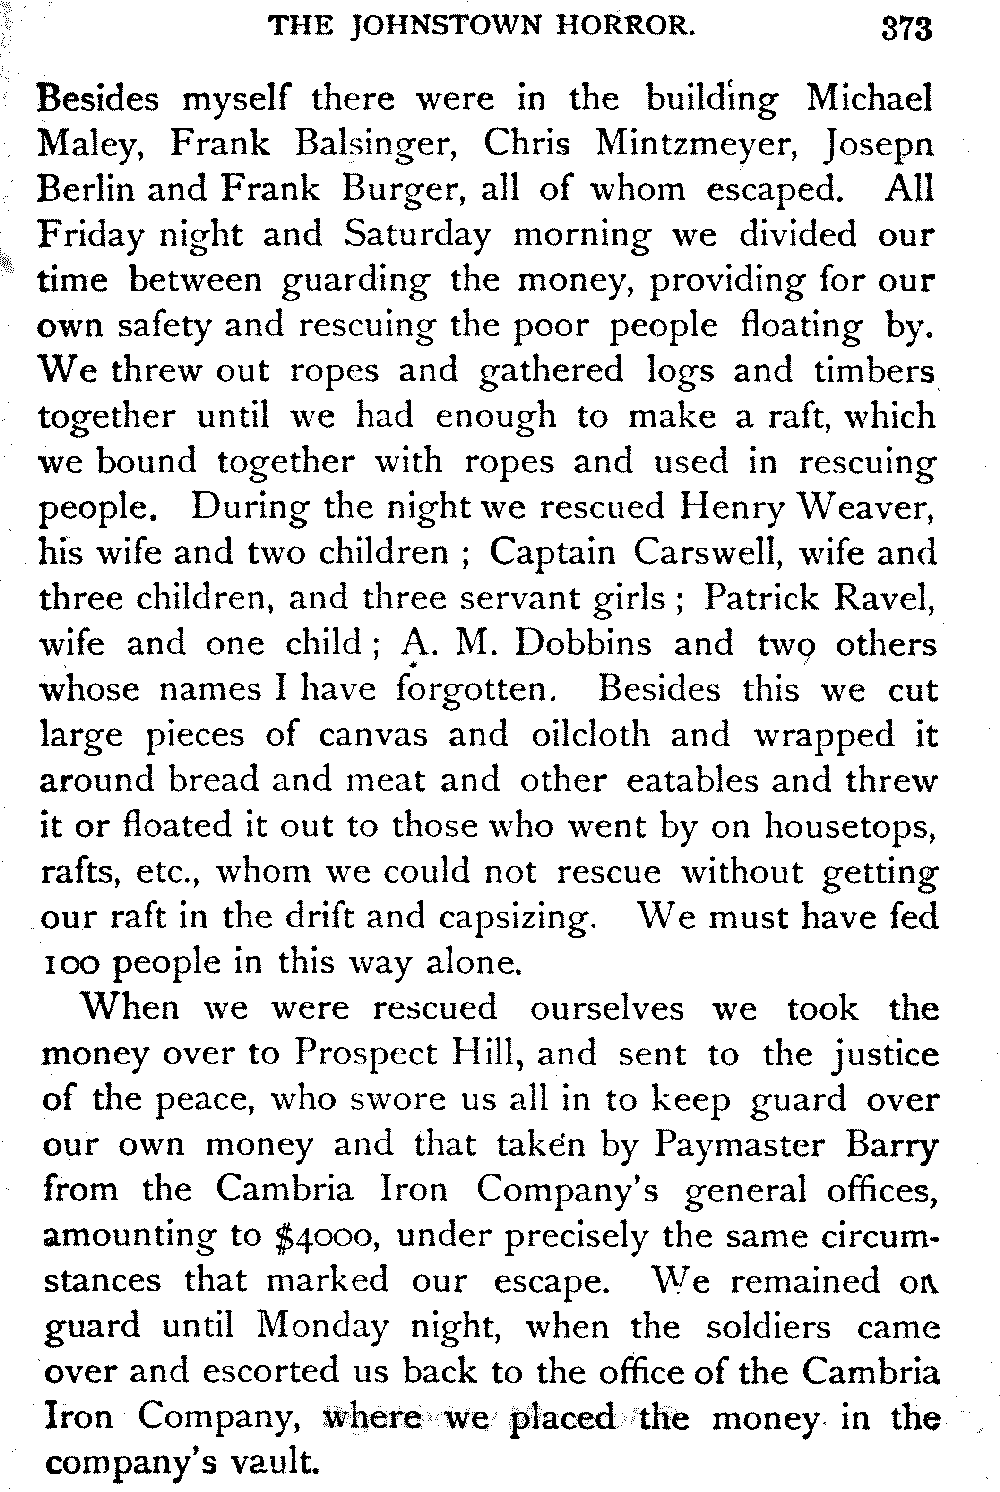 THE JOHNSTOWN HORROR. 373
Besides myself there were in the building Michael
Maley, Frank Balsinger, Chris Mintzmeyer, Joseph
Berlin and Frank Burger, all of whom escaped. All
Friday night and Saturday morning we divided our
time between guarding the money, providing for our
own safety and rescuing the poor people floating by.
We threw out ropes and gathered logs and timbers
together until we had enough to make a raft, which
we bound together with ropes and used in rescuing
people. During the night we rescued Henry Weaver,
his wife and two children ; Captain Carswell, wife and
three children, and three servant girls ; Patrick Ravel,
wife and one child ; A. M. Dobbins and two others
whose names I have forgotten. Besides this we cut
large pieces of canvas and oilcloth and wrapped it
around bread and meat and other eatables and threw
it or floated it out to those who went by on housetops,
rafts, etc., whom we could not rescue without getting
our raft in the drift and capsizing. We must have fed
100 people in this way alone.
When we were rescued ourselves we took the
money over to Prospect Hill, and sent to the justice
of the peace, who swore us all in to keep guard over
our own money and that taken by Paymaster Barry
from the Cambria Iron Company's general offices,
amounting to $4000, under precisely the same circum-
stances that marked our escape. We remained on
guard until Monday night, when the soldiers came
over and escorted us back to the office of the Cambria
Iron Company, where we placed the money in the
company's vault.